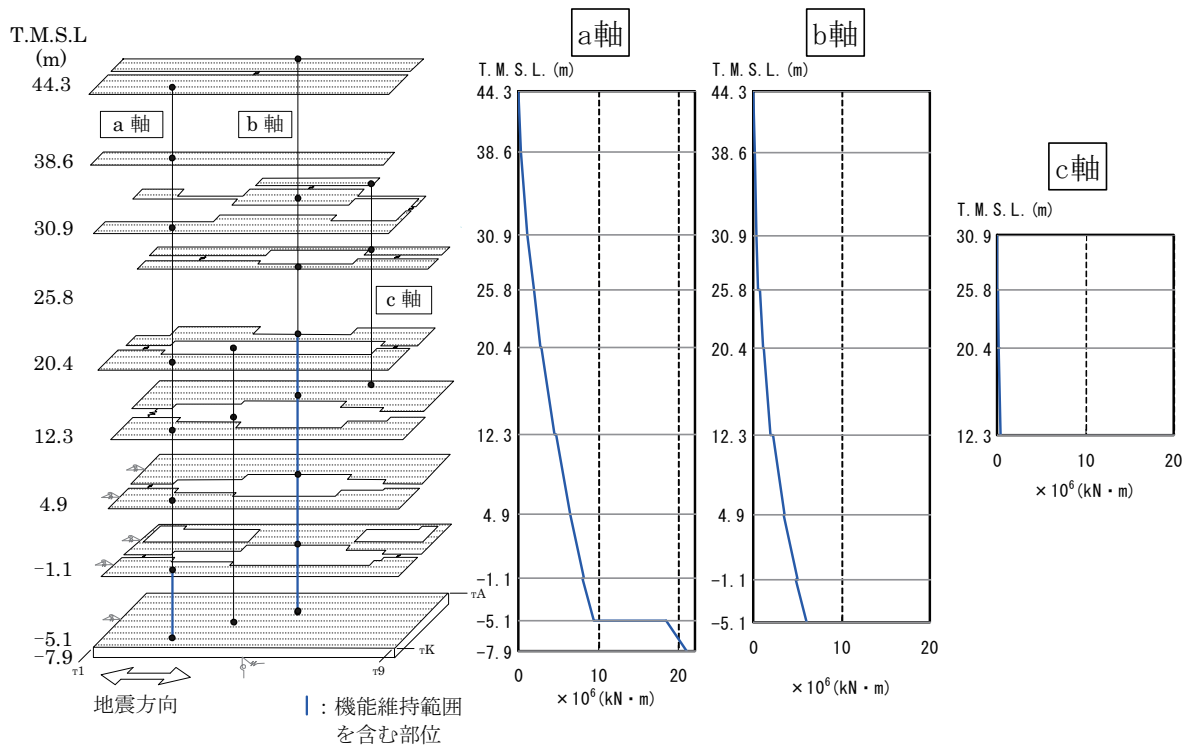 T.M.S.L
(m)
44.3
38.6
30.9
25.8
20.4
12.3
4.9
-1.1
-5.1
-7.9
a 軸
b 軸
c 軸
τA
τK
τ1
τ9
地震方向
：機能維持範囲
を含む部位
a軸
T.M.S.L.(m)
44.3
38.6
30.9
25.8
20.4
12.3
4.9
-1.1
-5.1
-7.9
0 10 20
×10⁶(kN・m)
b軸
T.M.S.L.(m)
44.3
38.6
30.9
25.8
20.4
12.3
4.9
-1.1
-5.1
0 10 20
×10⁶(kN・m)
c軸
T.M.S.L.(m)
30.9
25.8
20.4
12.3
0 10 20
×10⁶(kN・m)